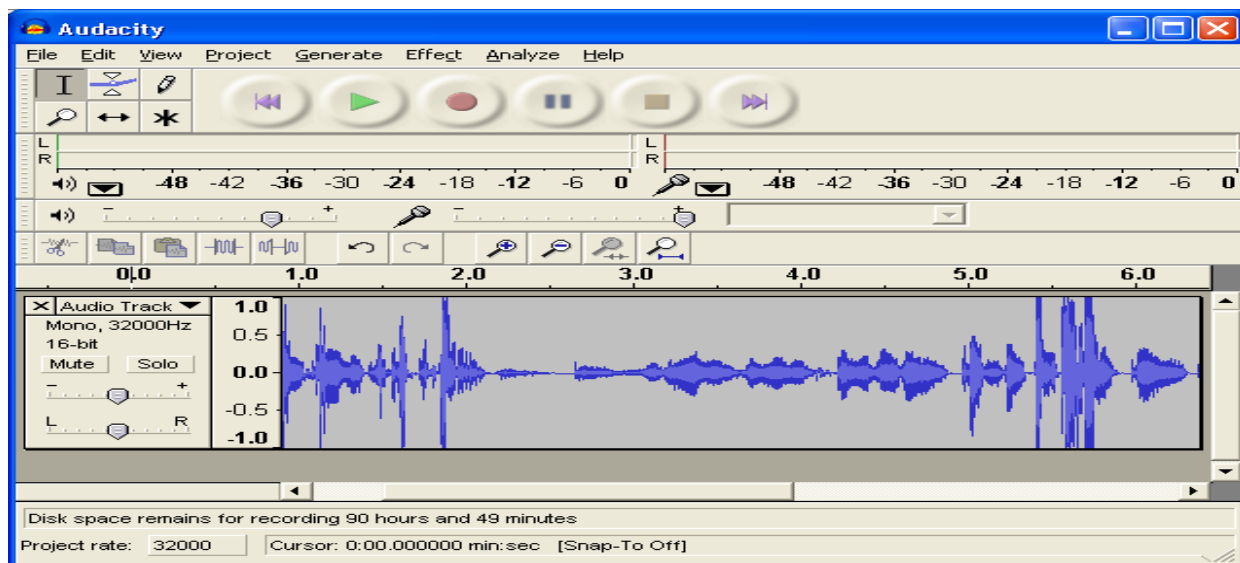 Audacity
File Edit View Project Generate Effect Analyze Help
L
R
-48 -42 -36 -30 -24 -18 -12 -6 0
L
R
-48 -42 -36 -30 -24 -18 -12 -6 0
- +
- +
0.0 1.0 2.0 3.0 4.0 5.0 6.0
X Audio Track
Mono, 32000Hz
16-bit
Mute Solo
- +
L R
1.0
0.5
0.0
-0.5
-1.0
Disk space remains for recording 90 hours and 49 minutes
Project rate: 32000 Cursor: 0:00.000000 min:sec [Snap-To Off]